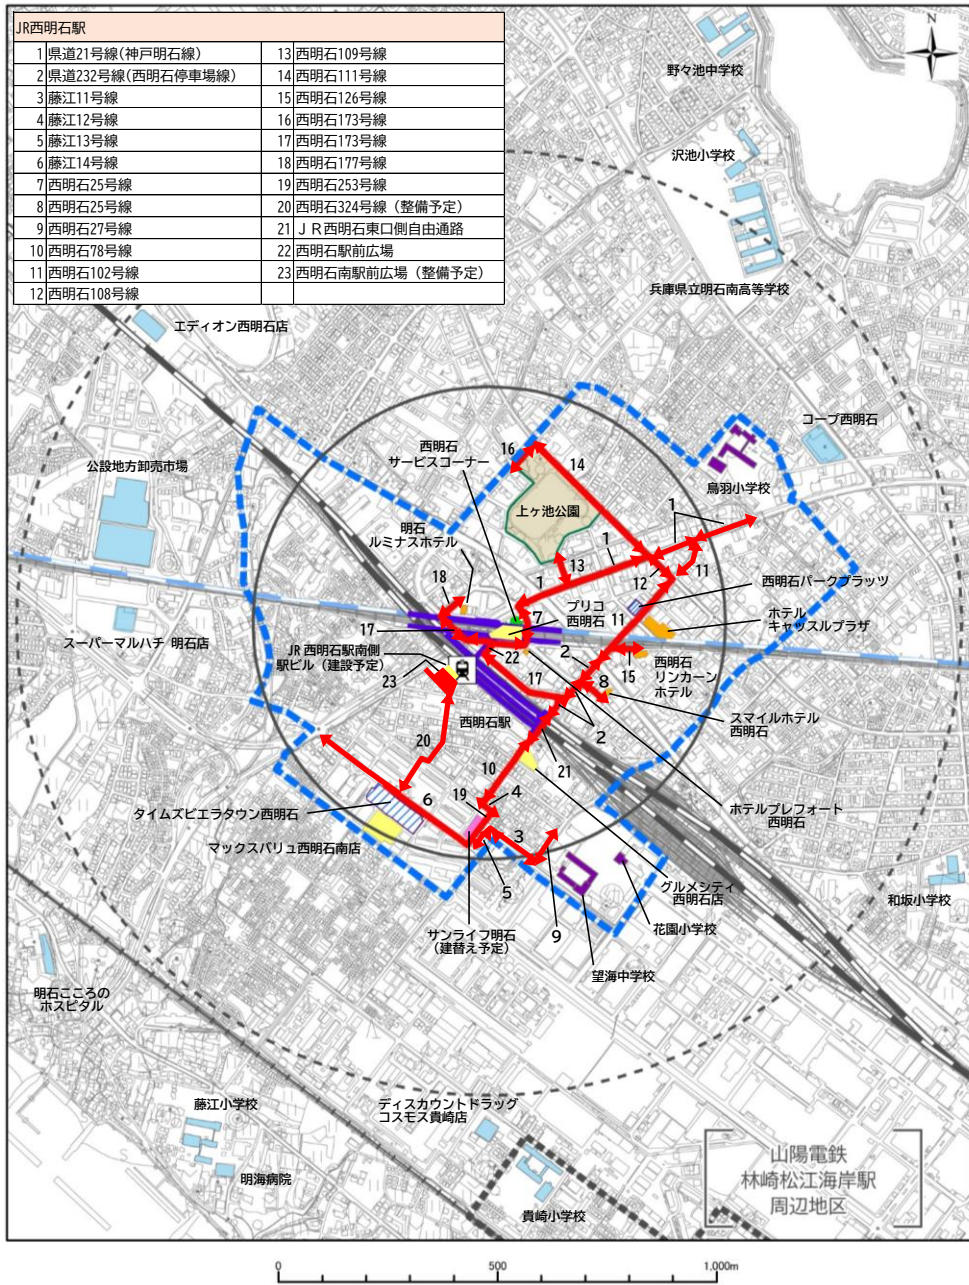 JR西明石駅
1 県道21号線(神戸明石線) 13 西明石109号線
2 県道232号線(西明石停車場線) 14 西明石111号線
3 藤江11号線 15 西明石126号線
4 藤江12号線 16 西明石173号線
5 藤江13号線 17 西明石173号線
6 藤江14号線 18 西明石177号線
7 西明石25号線 19 西明石253号線
8 西明石25号線 20 西明石324号線（整備予定）
9 西明石27号線 21 ＪＲ西明石東口側自由通路
10 西明石78号線 22 西明石駅前広場
11 西明石102号線 23 西明石南駅前広場（整備予定）
12 西明石108号線
N
野々池中学校
沢池小学校
兵庫県立明石南高等学校
エディオン西明石店
コープ西明石
西明石
サービスコーナー
16
14
公設地方卸売市場
鳥羽小学校
上ヶ池公園
1
明石
ルミナスホテル
1
13
12
11
西明石パークプラッツ
18
1
プリコ
西明石
7
11
ホテル
キャッスルプラザ
スーパーマルハチ 明石店
17
JR 西明石駅南側
駅ビル（建設予定）
22
2
15
西明石
リンカーン
ホテル
23
17
8
スマイルホテル
西明石
西明石駅
2
20
21
10
タイムズビエラタウン西明石
6
19
4
ホテルプレフォート
西明石
マックスバリュ西明石南店
3
5
グルメシティ
西明石店
和坂小学校
サンライフ明石
（建替え予定）
9
花園小学校
望海中学校
明石こころの
ホスピタル
藤江小学校
ディスカウントドラッグ
コスモス貴崎店
明海病院
貴崎小学校
山陽電鉄
林崎松江海岸駅
周辺地区
0 500 1,000m